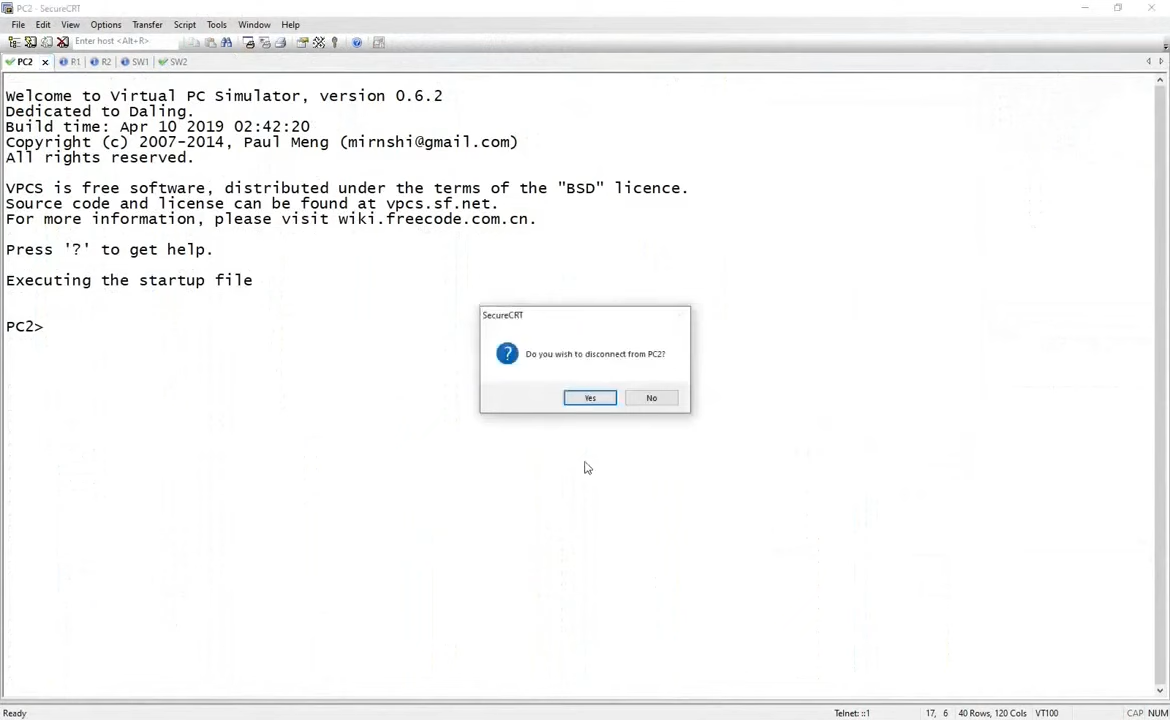 PC2 - SecureCRT
File Edit View Options Transfer Script Tools Window Help
Enter host <Alt+R>
PC2 R1 R2 SW1 SW2
Welcome to Virtual PC Simulator, version 0.6.2
Dedicated to Daling.
Build time: Apr 10 2019 02:42:20
Copyright (c) 2007-2014, Paul Meng (mirnshi@gmail.com)
All rights reserved.
VPCS is free software, distributed under the terms of the "BSD" licence.
Source code and license can be found at vpcs.sf.net.
For more information, please visit wiki.freecode.com.cn.
Press '?' to get help.
Executing the startup file
SecureCRT
PC2>
Do you wish to disconnect from PC2?
Yes No
Ready Telnet: ::1 17, 6 40 Rows, 120 Cols VT100 CAP NUM